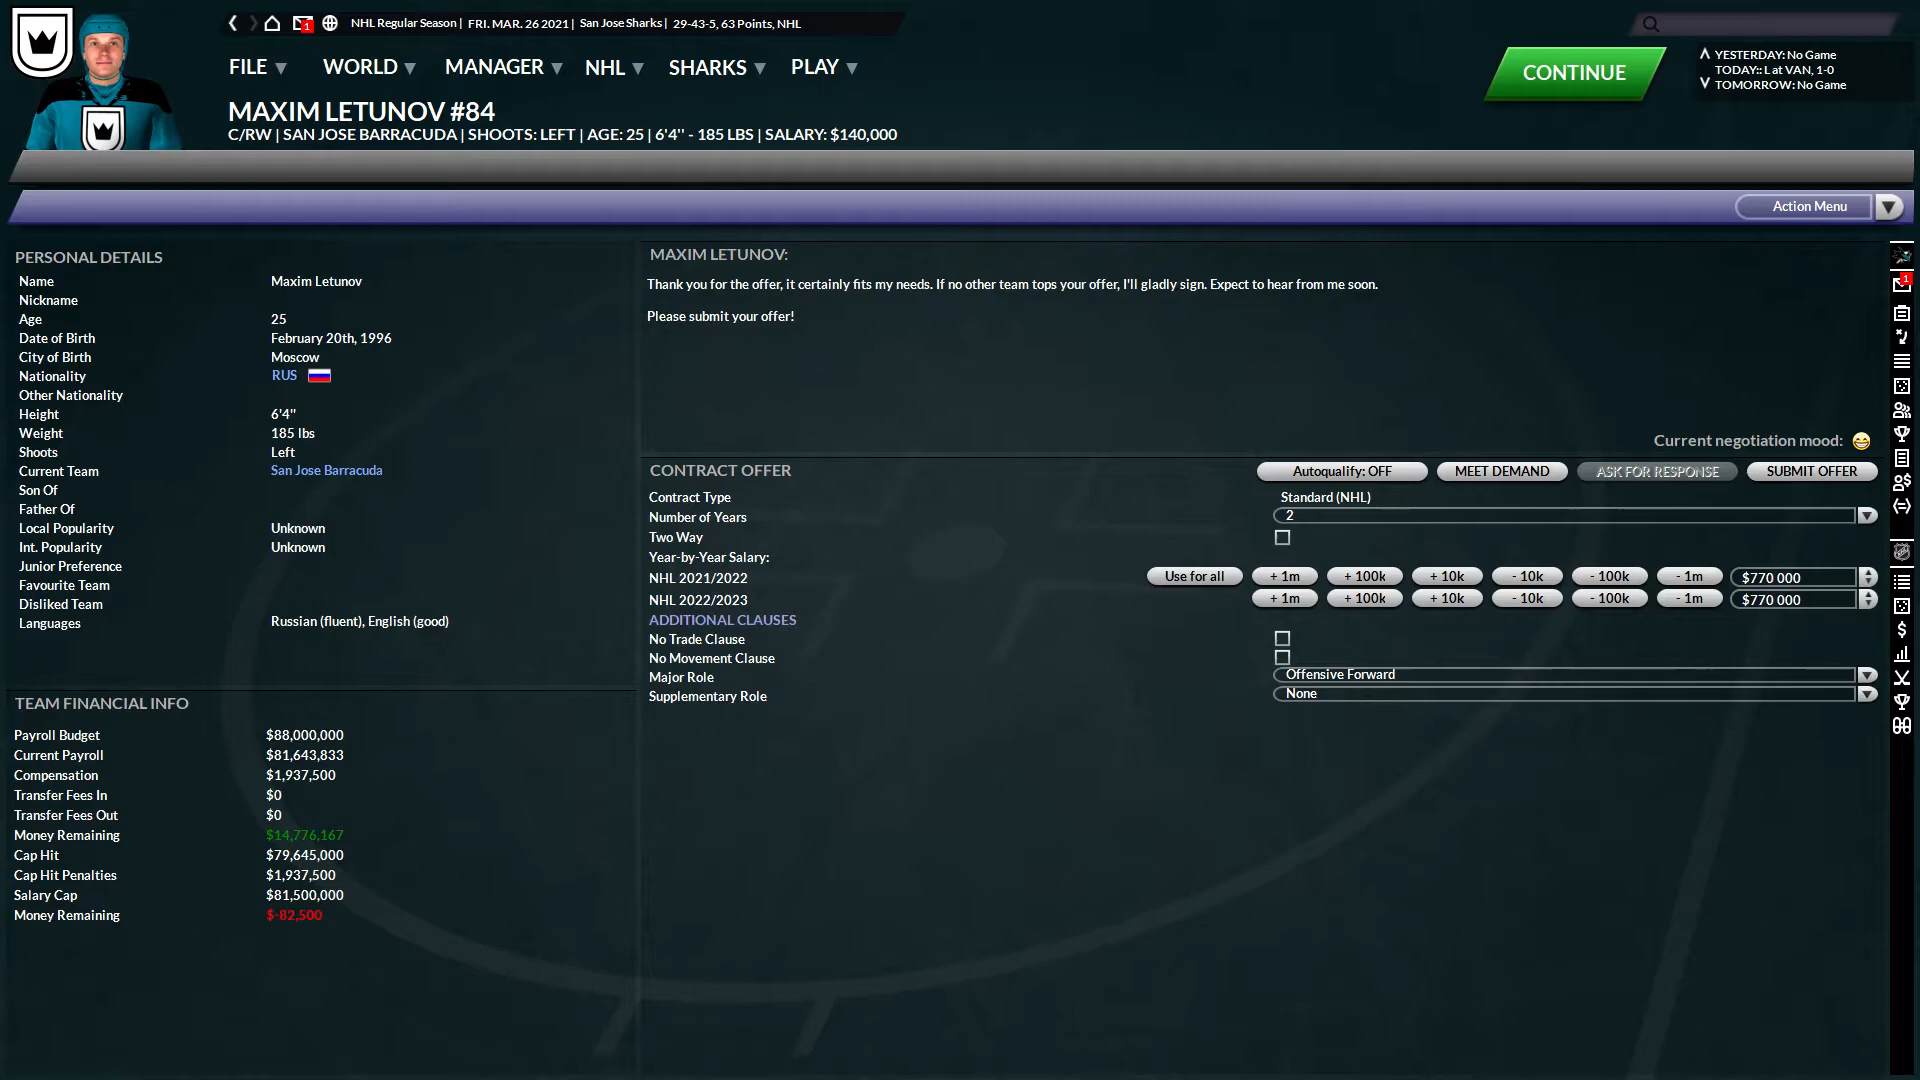 NHL Regular Season | FRI. MAR. 26 2021 | San Jose Sharks | 29-43-5, 63 Points, NHL
1
FILE WORLD MANAGER NHL SHARKS PLAY
CONTINUE
YESTERDAY: No Game
TODAY:: L at VAN, 1-0
TOMORROW: No Game
MAXIM LETUNOV #84
C/RW | SAN JOSE BARRACUDA | SHOOTS: LEFT | AGE: 25 | 6'4'' - 185 LBS | SALARY: $140,000
Action Menu
PERSONAL DETAILS
Name Maxim Letunov
Nickname
Age 25
Date of Birth February 20th, 1996
City of Birth Moscow
Nationality RUS
Other Nationality
Height 6'4''
Weight 185 lbs
Shoots Left
Current Team San Jose Barracuda
Son Of
Father Of
Local Popularity Unknown
Int. Popularity Unknown
Junior Preference
Favourite Team
Disliked Team
Languages Russian (fluent), English (good)
TEAM FINANCIAL INFO
Payroll Budget $88,000,000
Current Payroll $81,643,833
Compensation $1,937,500
Transfer Fees In $0
Transfer Fees Out $0
Money Remaining $14,776,167
Cap Hit $79,645,000
Cap Hit Penalties $1,937,500
Salary Cap $81,500,000
Money Remaining $-82,500
MAXIM LETUNOV:
Thank you for the offer, it certainly fits my needs. If no other team tops your offer, I'll gladly sign. Expect to hear from me soon.
Please submit your offer!
Current negotiation mood:
CONTRACT OFFER Autoqualify: OFF MEET DEMAND ASK FOR RESPONSE SUBMIT OFFER
Contract Type Standard (NHL)
Number of Years 2
Two Way
Year-by-Year Salary:
NHL 2021/2022 Use for all + 1m + 100k + 10k - 10k - 100k - 1m $770 000
NHL 2022/2023 + 1m + 100k + 10k - 10k - 100k - 1m $770 000
ADDITIONAL CLAUSES
No Trade Clause
No Movement Clause
Major Role Offensive Forward
Supplementary Role None
1